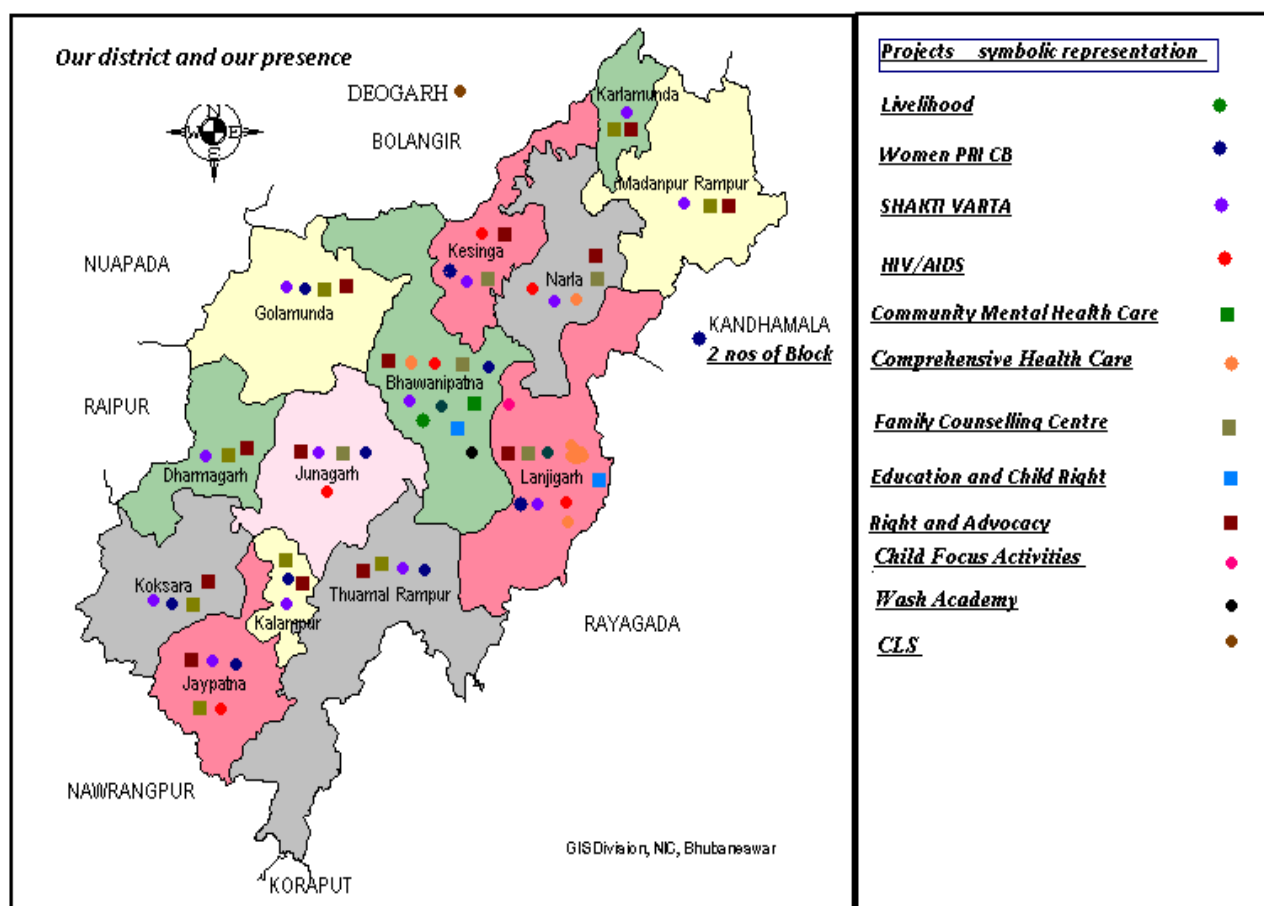 Our district and our presence
N
W E
S
DEOGARH
BOLANGIR
Karlamunda
Madanpur Rampur
NUAPADA
Kesinga
Narla
Golamunda
KANDHAMALA
2 nos of Block
Bhawanipatna
RAIPUR
Dharmagarh
Junagarh
Lanjigarh
Koksara
Kalampur
Thuamal Rampur
RAYAGADA
Jaypatna
NAWRANGPUR
GIS Division, NIC, Bhubaneswar
KORAPUT
Projects symbolic representation
Livelihood
Women PRI CB
SHAKTI VARTA
HIV/AIDS
Community Mental Health Care
Comprehensive Health Care
Family Counselling Centre
Education and Child Right
Right and Advocacy
Child Focus Activities
Wash Academy
CLS